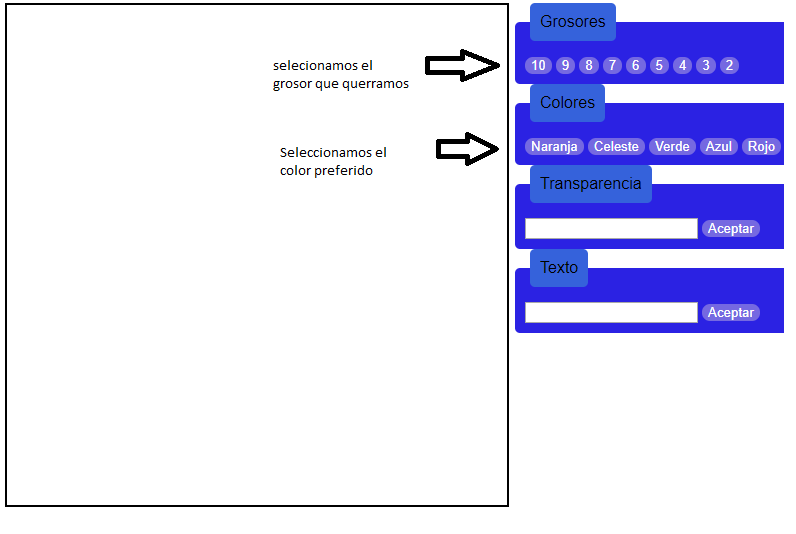 Grosores
selecionamos el
grosor que querramos
10 9 8 7 6 5 4 3 2
Colores
Seleccionamos el
color preferido
Naranja Celeste Verde Azul Rojo
Transparencia
Aceptar
Texto
Aceptar